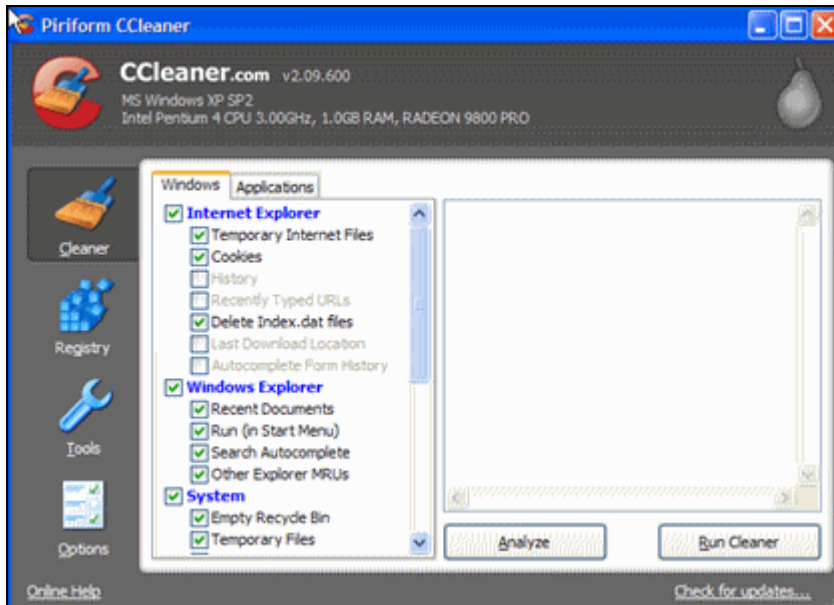 Piriform CCleaner
CCleaner.com v2.09.600
MS Windows XP SP2
Intel Pentium 4 CPU 3.00GHz, 1.0GB RAM, RADEON 9800 PRO
Cleaner
Registry
Tools
Options
Windows
Applications
Internet Explorer
Temporary Internet Files
Cookies
History
Recently Typed URLs
Delete Index.dat files
Last Download Location
Autocomplete Form History
Windows Explorer
Recent Documents
Run (in Start Menu)
Search Autocomplete
Other Explorer MRUs
System
Empty Recycle Bin
Temporary Files
Analyze
Run Cleaner
Online Help
Check for updates...